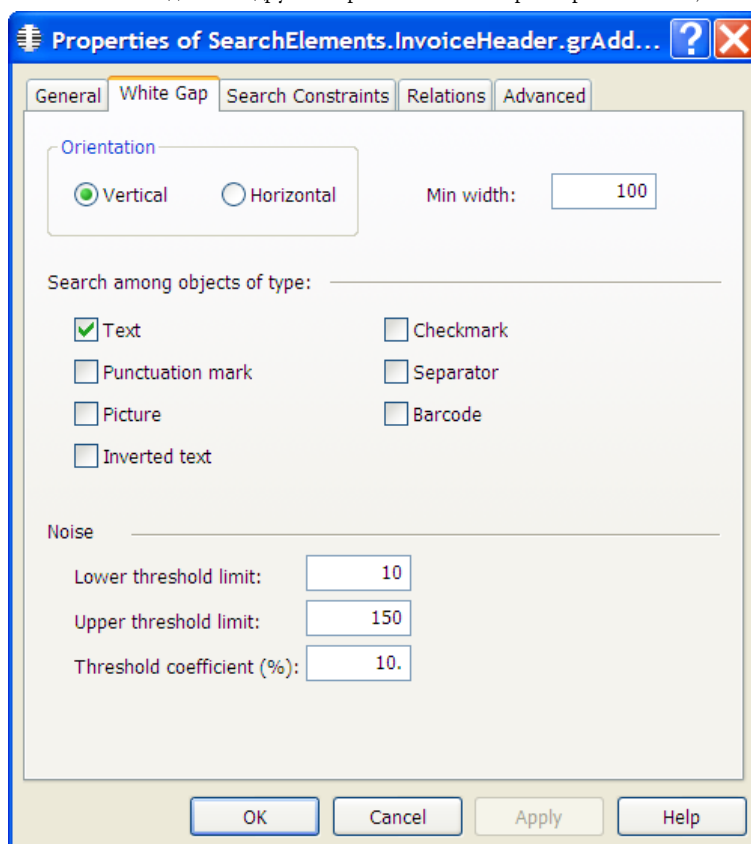 Properties of SearchElements.InvoiceHeader.grAdd...
General White Gap Search Constraints Relations Advanced
Orientation
Vertical Horizontal Min width: 100
Search among objects of type:
Text Checkmark
Punctuation mark Separator
Picture Barcode
Inverted text
Noise
Lower threshold limit: 10
Upper threshold limit: 150
Threshold coefficient (%): 10.
OK Cancel Apply Help